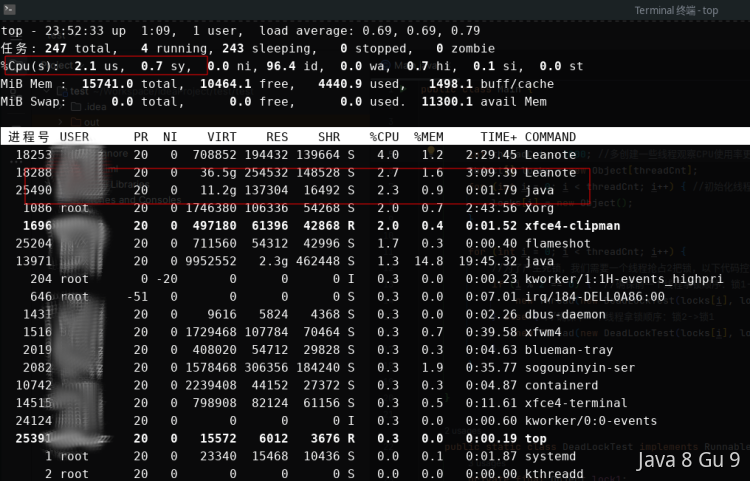 Terminal 终端 - top
top - 23:52:33 up  1:09,  1 user,  load average: 0.69, 0.69, 0.79
任务: 247 total,   4 running, 243 sleeping,   0 stopped,   0 zombie
%Cpu(s):  2.1 us,  0.7 sy,  0.0 ni, 96.4 id,  0.0 wa,  0.7 hi,  0.1 si,  0.0 st
MiB Mem :  15741.0 total,  10464.1 free,   4440.9 used,   1498.1 buff/cache
MiB Swap:      0.0 total,      0.0 free,      0.0 used.  11300.1 avail Mem
进程号 USER      PR  NI    VIRT    RES    SHR    %CPU  %MEM     TIME+ COMMAND
18253 20 0 708852 194432 139664 S 4.0 1.2 2:29.45 Leanote
18288 20 0 36.5g 254532 148528 S 2.7 1.6 3:09.39 Leanote
25490 20 0 11.2g 137304 16492 S 2.3 0.9 0:01.79 java
1086 root 20 0 1746380 106336 54268 R 2.0 0.7 2:43.56 Xorg
1696 20 0 497180 61396 42868 R 2.0 0.4 0:01.52 xfce4-clipman
25204 20 0 711560 54312 42996 S 1.7 0.3 0:00.40 flameshot
13971 20 0 9952552 2.3g 462448 S 1.3 14.8 19:45.32 java
204 root 0 -20 0 0 0 I 0.3 0.0 0:00.23 kworker/1:1H-events_highpri
646 root -51 0 0 0 0 S 0.3 0.0 0:07.01 irq/184-DELL0A86:00
1431 20 0 9616 5824 4368 S 0.3 0.0 0:02.26 dbus-daemon
1516 20 0 1729468 107784 70464 S 0.3 0.7 0:39.58 xfwm4
2019 20 0 408020 54712 29828 S 0.3 0.3 0:04.63 blueman-tray
2082 20 0 1578468 306356 184240 S 0.3 1.9 0:35.77 sogoupinyin-ser
10742 20 0 2239408 44152 27372 S 0.3 0.3 0:04.87 containerd
14515 20 0 798908 82124 61156 S 0.3 0.5 0:11.61 xfce4-terminal
24124 20 0 0 0 0 I 0.3 0.0 0:00.60 kworker/0:0-events
25391 20 0 15572 6012 3676 R 0.3 0.0 0:00.19 top
1 root 20 0 23340 15468 10436 S 0.0 0.1 0:01.87 systemd
2 root 20 0 0 0 0 S 0.0 0.0 0:00.00 kthreadd
Java 8 Gu 9